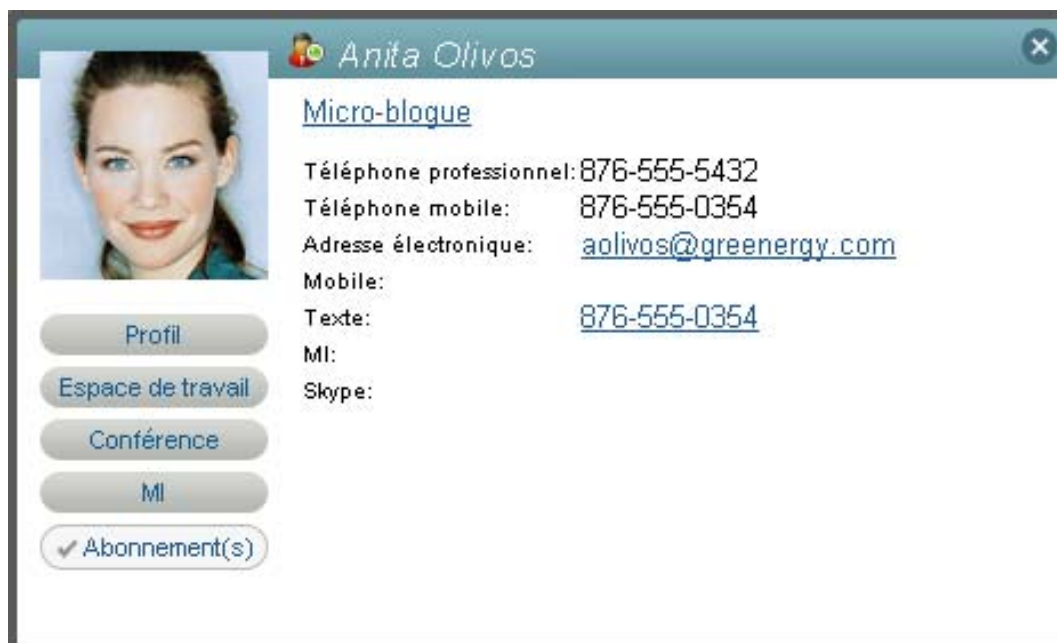 Anita Olivos
Micro-blogue
Téléphone professionnel: 876-555-5432
Téléphone mobile: 876-555-0354
Adresse électronique: aolivos@greenergy.com
Mobile:
Texte: 876-555-0354
MI:
Skype:
Profil
Espace de travail
Conférence
MI
Abonnement(s)